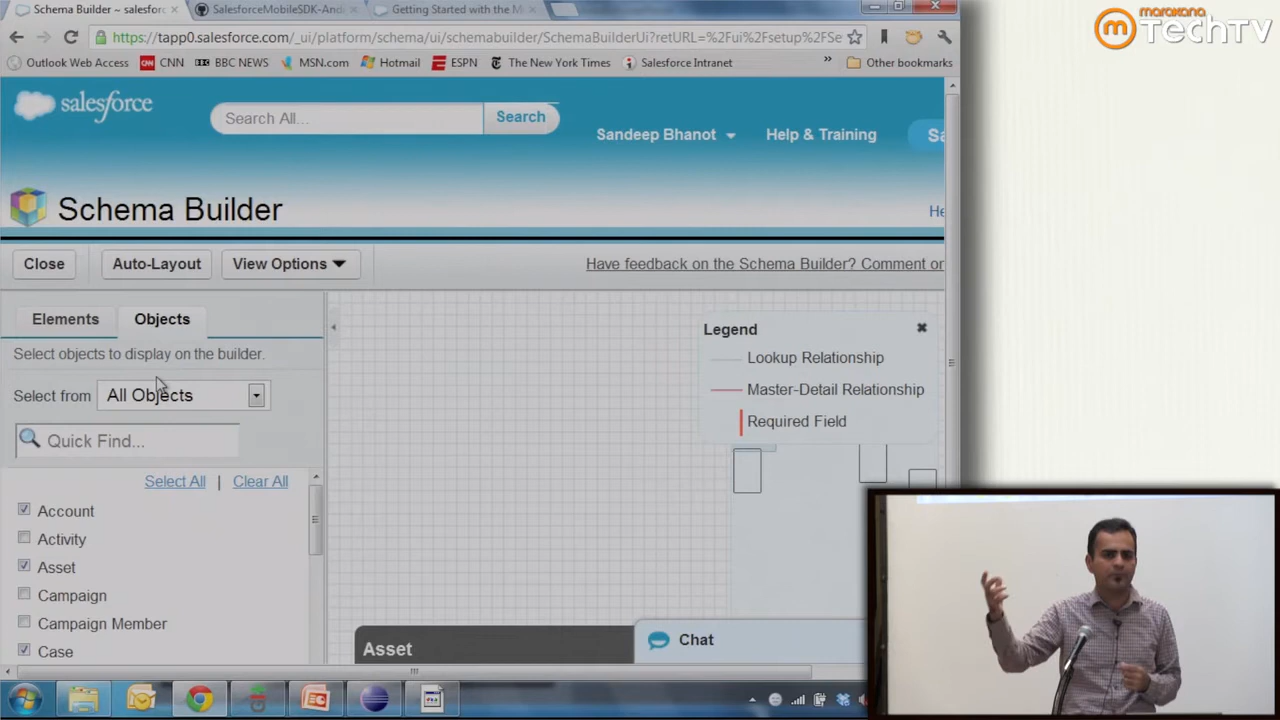 Schema Builder ~ salesforc
SalesforceMobileSDK-And
Getting Started with the M
marakana
TechTV
https://tapp0.salesforce.com/_ui/platform/schema/ui/schemabuilder/SchemaBuilderUi?retURL=%2Fui%2Fsetup%2FSe
Outlook Web Access
CNN
BBC NEWS
MSN.com
Hotmail
ESPN
The New York Times
Salesforce Intranet
»
Other bookmarks
salesforce
Search All...
Search
Sandeep Bhanot
Help & Training
Sa
Schema Builder
He
Close
Auto-Layout
View Options
Have feedback on the Schema Builder? Comment or
Elements
Objects
Select objects to display on the builder.
Select from
All Objects
Quick Find...
Select All | Clear All
Account
Activity
Asset
Campaign
Campaign Member
Case
Legend
Lookup Relationship
Master-Detail Relationship
Required Field
Asset
Chat